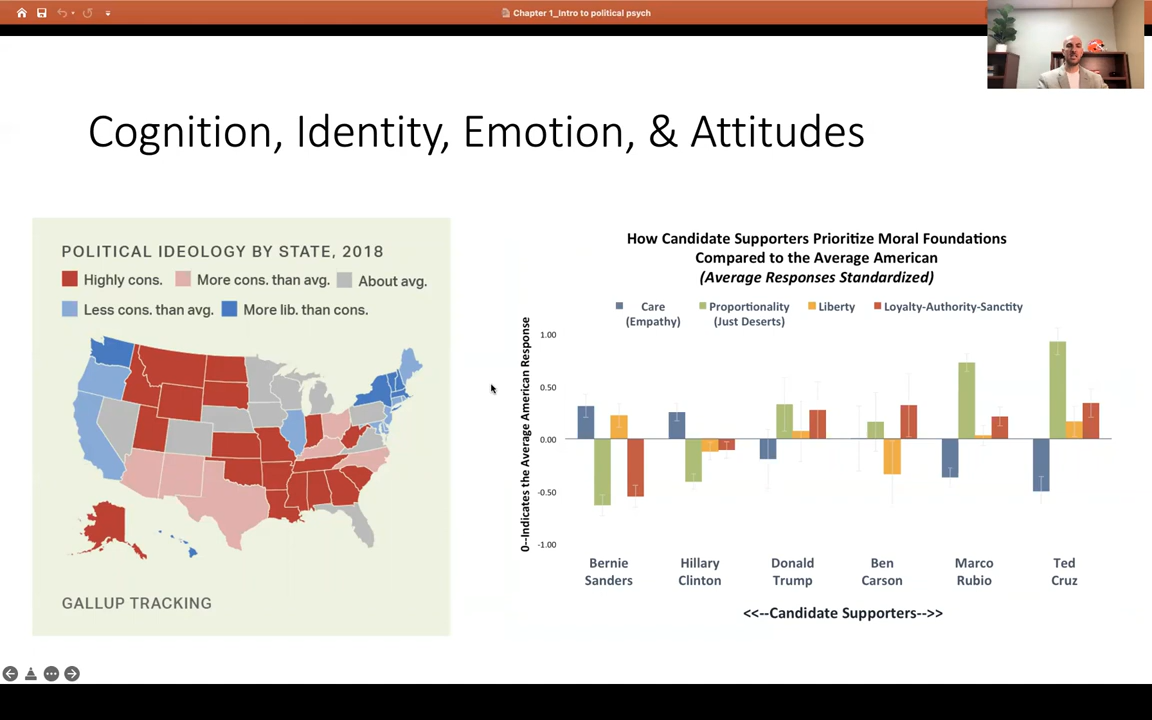 Chapter 1_Intro to political psych
Cognition, Identity, Emotion, & Attitudes
POLITICAL IDEOLOGY BY STATE, 2018
Highly cons. More cons. than avg. About avg.
Less cons. than avg. More lib. than cons.
GALLUP TRACKING
How Candidate Supporters Prioritize Moral Foundations
Compared to the Average American
(Average Responses Standardized)
Care Proportionality Liberty Loyalty-Authority-Sanctity
(Empathy) (Just Deserts)
0--Indicates the Average American Response
1.00
0.50
0.00
-0.50
-1.00
Bernie Hillary Donald Ben Marco Ted
Sanders Clinton Trump Carson Rubio Cruz
<<--Candidate Supporters-->>